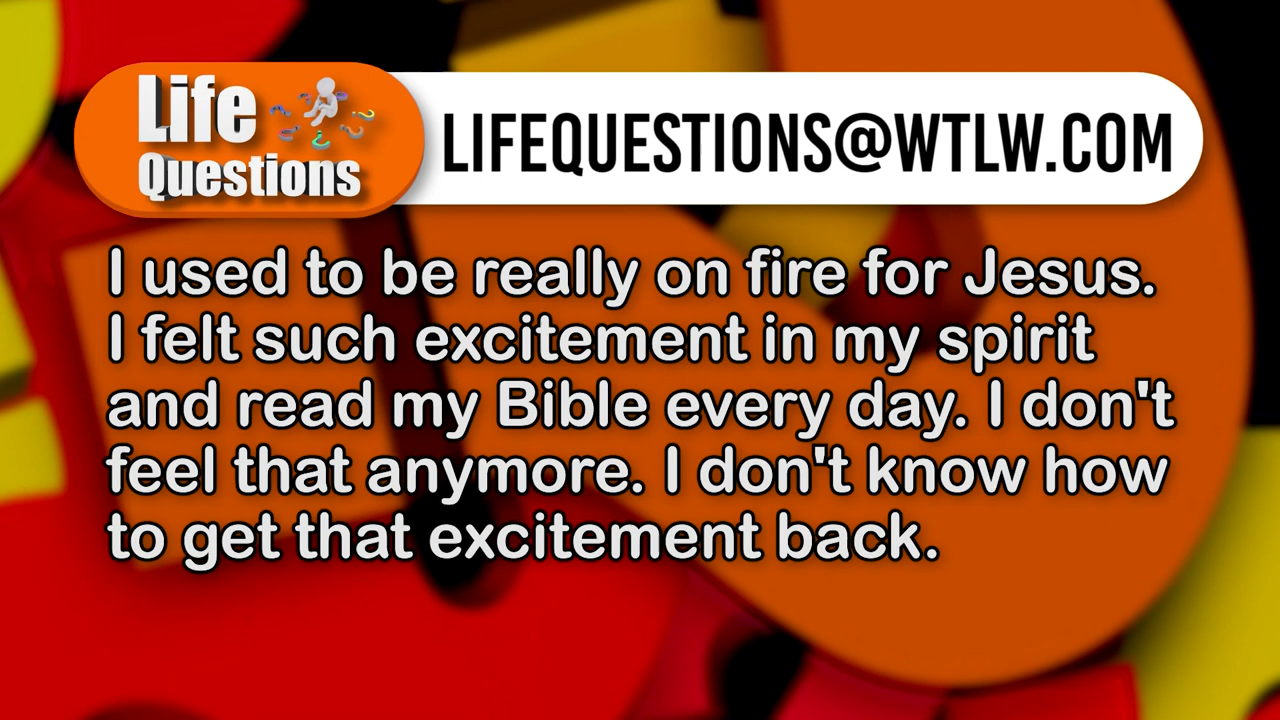 Life
Questions
LIFEQUESTIONS@WTLW.COM
I used to be really on fire for Jesus.
I felt such excitement in my spirit
and read my Bible every day. I don't
feel that anymore. I don't know how
to get that excitement back.